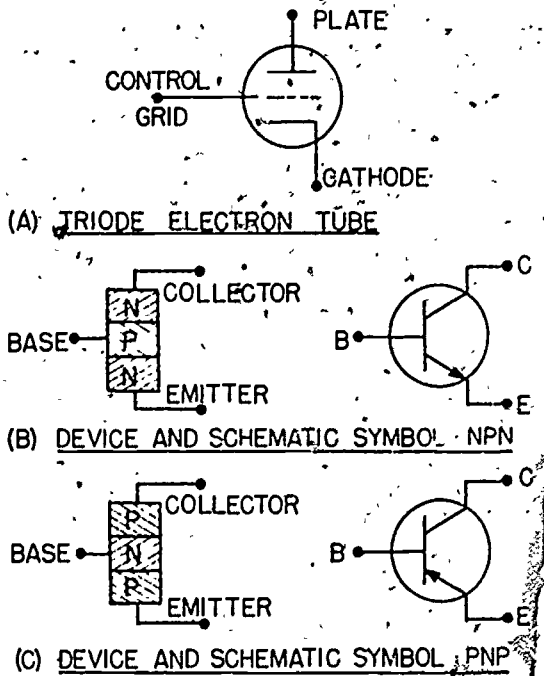 PLATE
CONTROL
GRID
CATHODE
(A) TRIODE ELECTRON TUBE
N
COLLECTOR
P
BASE
N
EMITTER
C
B
E
(B) DEVICE AND SCHEMATIC SYMBOL NPN
P
COLLECTOR
N
BASE
P
EMITTER
C
B
E
(C) DEVICE AND SCHEMATIC SYMBOL PNP